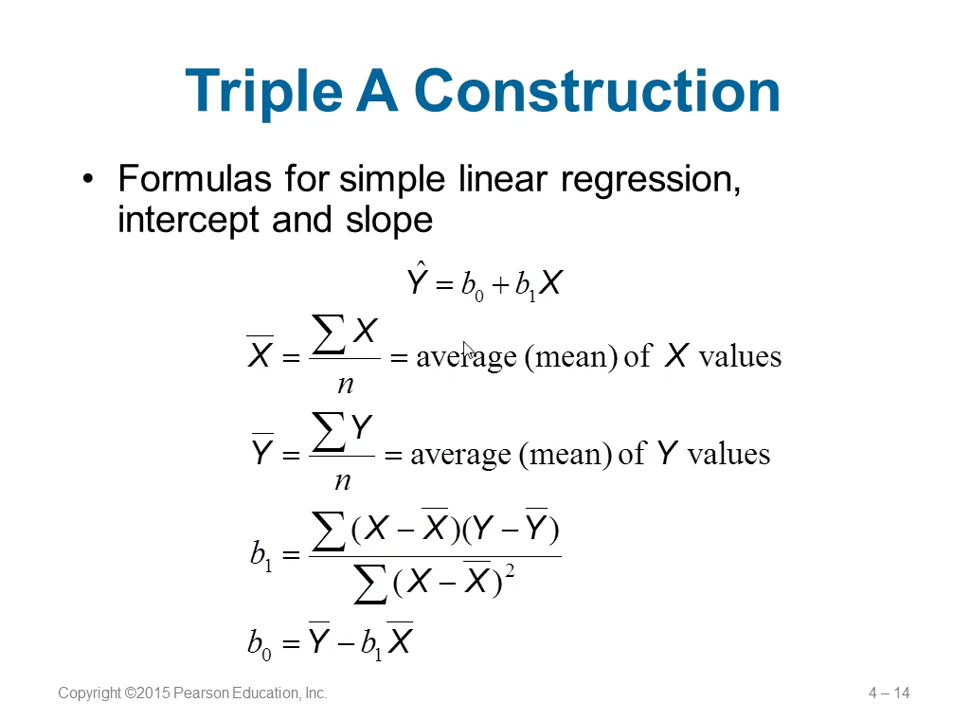 Triple A Construction
• Formulas for simple linear regression,
intercept and slope
Ŷ = b₀ + b₁X
X̅ = ∑X / n = average (mean) of X values
Y̅ = ∑Y / n = average (mean) of Y values
b₁ = ∑(X − X̅)(Y − Y̅) / ∑(X − X̅)²
b₀ = Y̅ − b₁X̅
Copyright ©2015 Pearson Education, Inc.
4 – 14